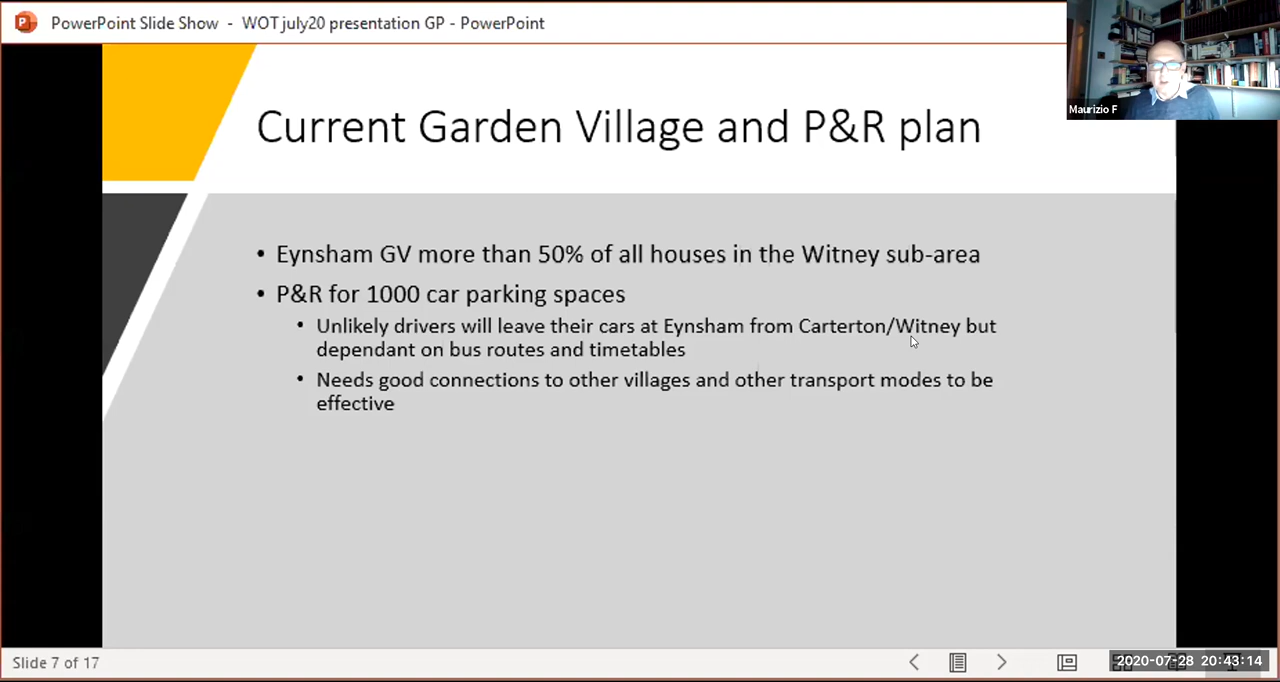 PowerPoint Slide Show - WOT july20 presentation GP - PowerPoint
Maurizio F
Current Garden Village and P&R plan
• Eynsham GV more than 50% of all houses in the Witney sub-area
• P&R for 1000 car parking spaces
• Unlikely drivers will leave their cars at Eynsham from Carterton/Witney but
dependant on bus routes and timetables
• Needs good connections to other villages and other transport modes to be
effective
Slide 7 of 17
2020-07-28 20:43:14